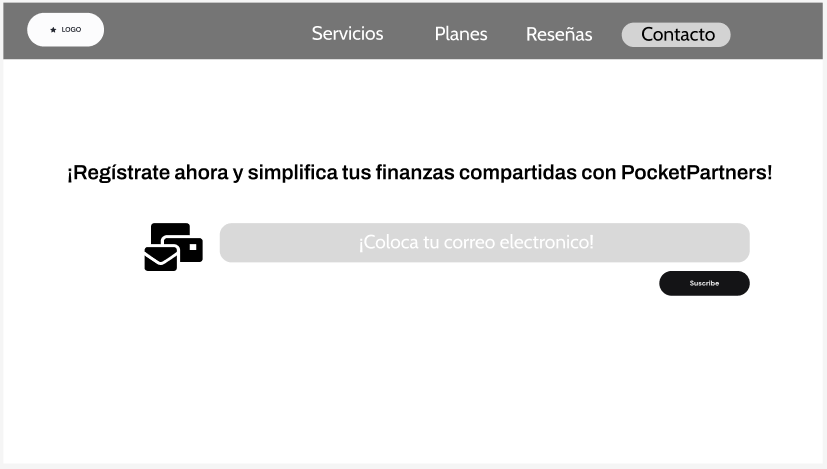 LOGO
Servicios
Planes
Reseñas
Contacto
¡Regístrate ahora y simplifica tus finanzas compartidas con PocketPartners!
¡Coloca tu correo electronico!
Suscribe